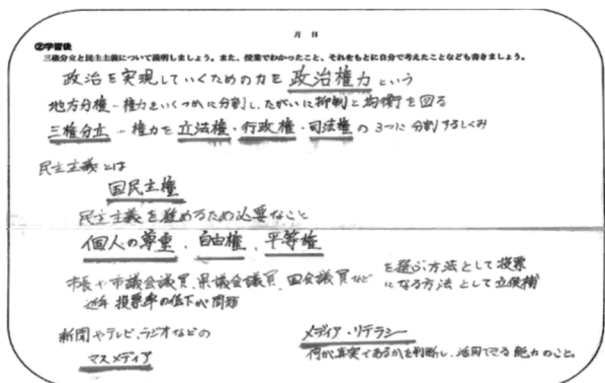 月 日
②学習後
三権分立と民主主義について説明しましょう。また、授業でわかったこと、それをもとに自分で考えたことなども書きましょう。
政治を実現していくための力を政治権力という
地方分権…権力をいくつかに分割し、たがいに抑制と均衡を図る
三権分立…権力を立法権・行政権・司法権の3つに分割するしくみ
民主主義とは
国民主権
民主主義を進めるため必要なこと
個人の尊重、自由権、平等権
市長や市議会議員、県議会議員、国会議員など
を選ぶ方法として投票
になる方法として立候補
近年投票率の低下が問題
新聞やテレビ、ラジオなどの
マスメディア
メディア・リテラシー
何が真実であるかを判断し、活用できる能力のこと。